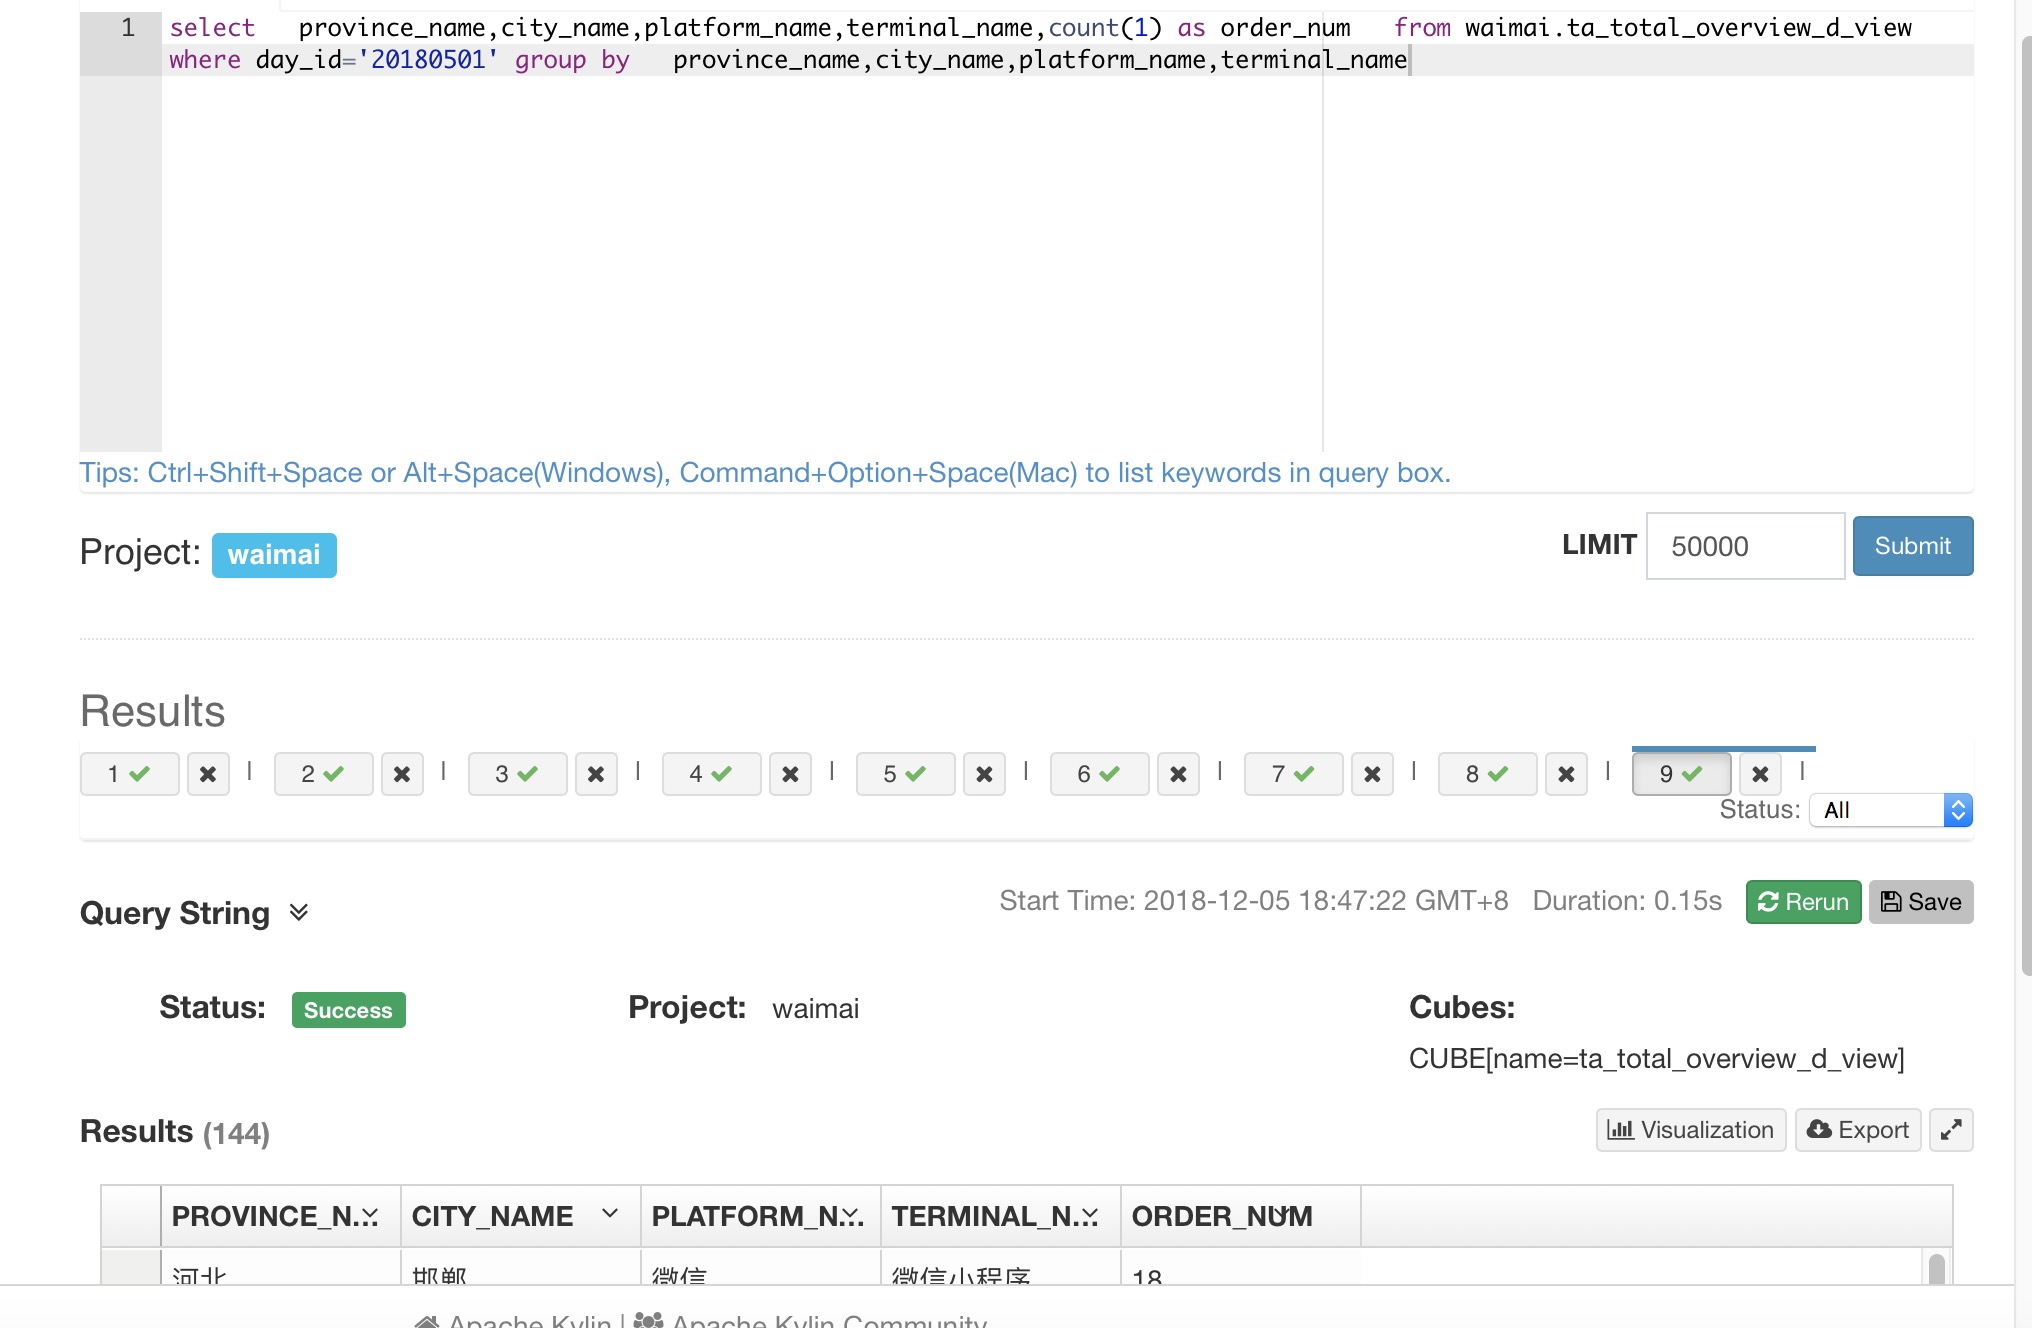 1 select   province_name,city_name,platform_name,terminal_name,count(1) as order_num   from waimai.ta_total_overview_d_view
where day_id='20180501' group by   province_name,city_name,platform_name,terminal_name
Tips: Ctrl+Shift+Space or Alt+Space(Windows), Command+Option+Space(Mac) to list keywords in query box.
Project: waimai LIMIT 50000 Submit
Results
1 | 2 | 3 | 4 | 5 | 6 | 7 | 8 | 9 |
Status: All
Query String Start Time: 2018-12-05 18:47:22 GMT+8 Duration: 0.15s Rerun Save
Status: Success Project: waimai Cubes:
CUBE[name=ta_total_overview_d_view]
Results (144) Visualization Export
PROVINCE_N... CITY_NAME PLATFORM_N... TERMINAL_N... ORDER_NUM
河北 邯郸 微信 微信小程序 18
Apache Kylin | Apache Kylin Community